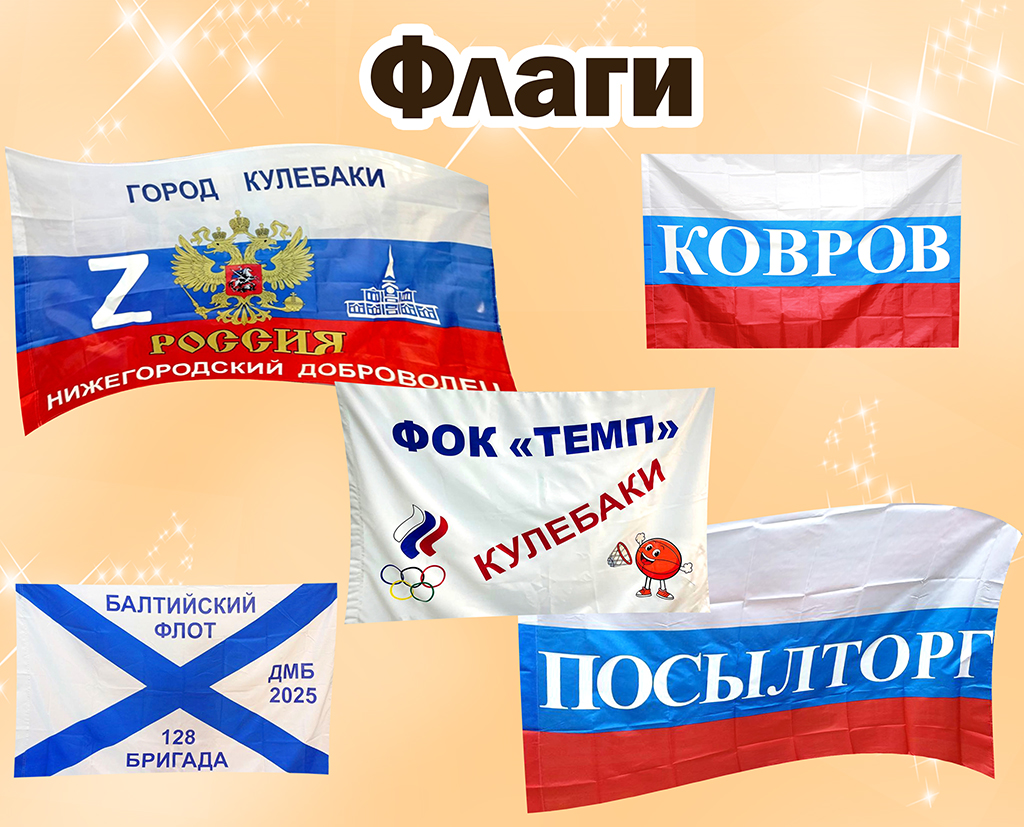 Флаги
ГОРОД КУЛЕБАКИ
Z
РОССИЯ
НИЖЕГОРОДСКИЙ ДОБРОВОЛЕЦ
КОВРОВ
ФОК «ТЕМП»
КУЛЕБАКИ
БАЛТИЙСКИЙ
ФЛОТ
ДМБ
2025
128
БРИГАДА
ПОСЫЛТОРГ